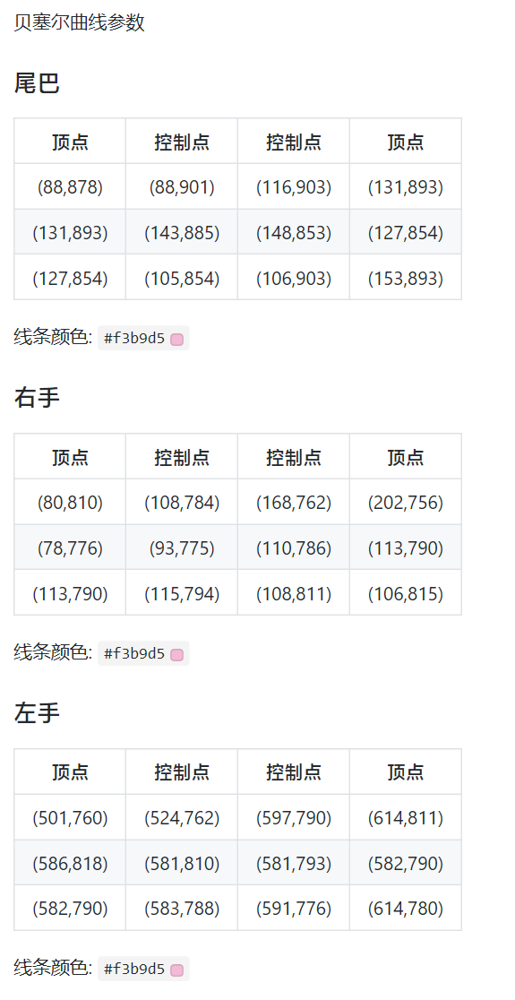 贝塞尔曲线参数
尾巴
顶点 控制点 控制点 顶点
(88,878) (88,901) (116,903) (131,893)
(131,893) (143,885) (148,853) (127,854)
(127,854) (105,854) (106,903) (153,893)
线条颜色: #f3b9d5
右手
顶点 控制点 控制点 顶点
(80,810) (108,784) (168,762) (202,756)
(78,776) (93,775) (110,786) (113,790)
(113,790) (115,794) (108,811) (106,815)
线条颜色: #f3b9d5
左手
顶点 控制点 控制点 顶点
(501,760) (524,762) (597,790) (614,811)
(586,818) (581,810) (581,793) (582,790)
(582,790) (583,788) (591,776) (614,780)
线条颜色: #f3b9d5